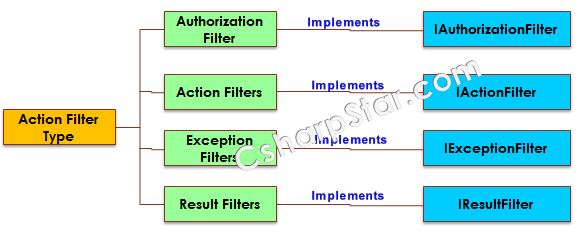 Authorization
Filter
Implements
IAuthorizationFilter
Action Filters
Implements
IActionFilter
Action Filter
Type
Exception
Filters
Implements
IExceptionFilter
Result Filters
Implements
IResultFilter
CsharpStar.com